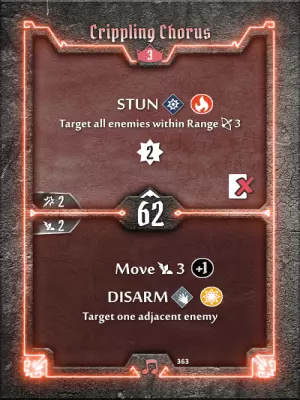 Crippling Chorus
3
STUN
Target all enemies within Range 3
2
2
62
2
Move 3 +1
DISARM
Target one adjacent enemy
363